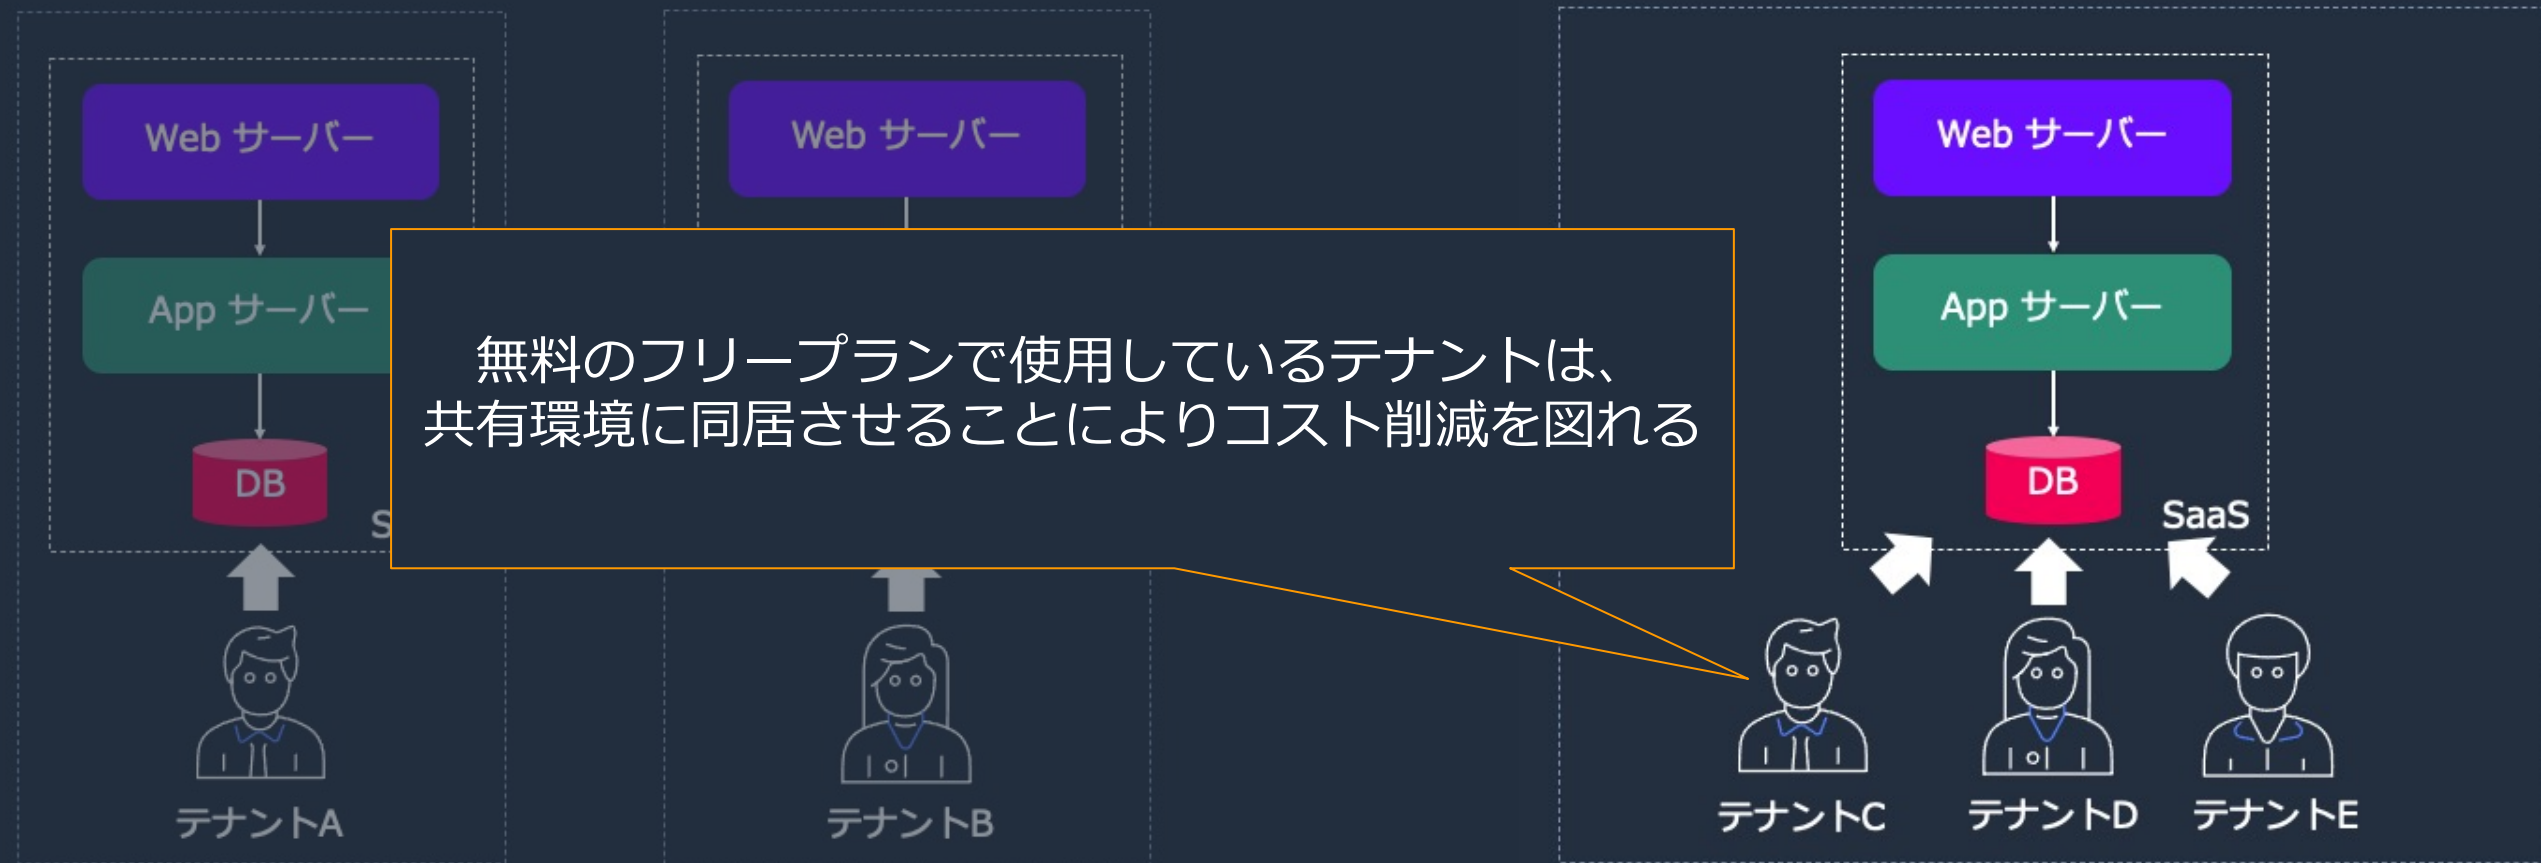 Web サーバー
App サーバー
DB
S
テナントA
Web サーバー
テナントB
無料のフリープランで使用しているテナントは、
共有環境に同居させることによりコスト削減を図れる
Web サーバー
App サーバー
DB
SaaS
テナントC
テナントD
テナントE